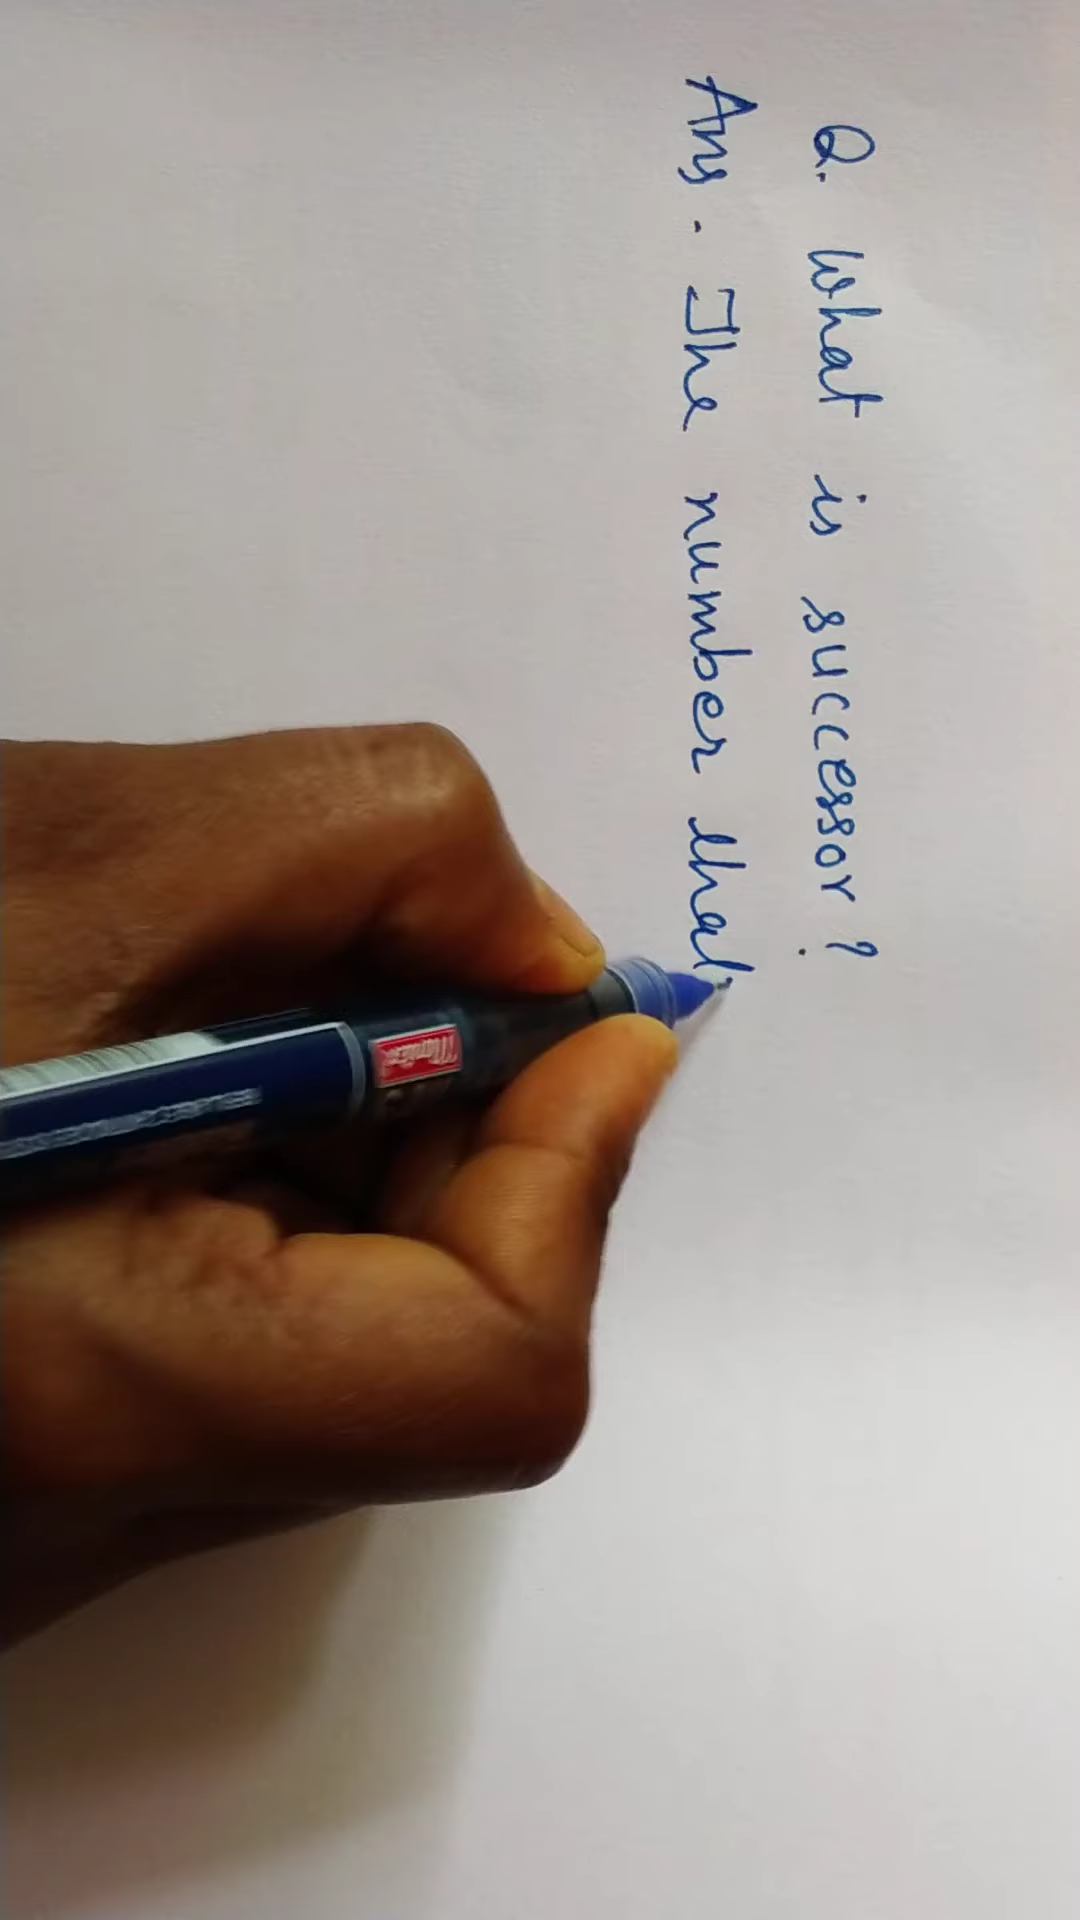 Q. What is successor?
Ans. The number that